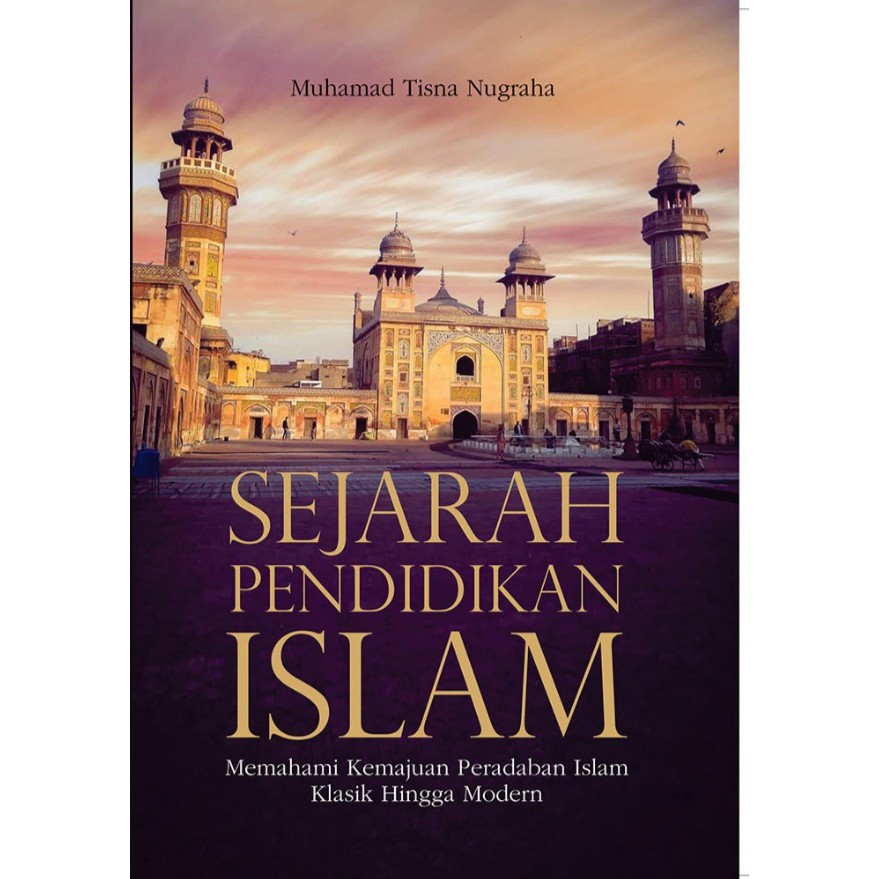 Muhamad Tisna Nugraha
SEJARAH
PENDIDIKAN
ISLAM
Memahami Kemajuan Peradaban Islam
Klasik Hingga Modern